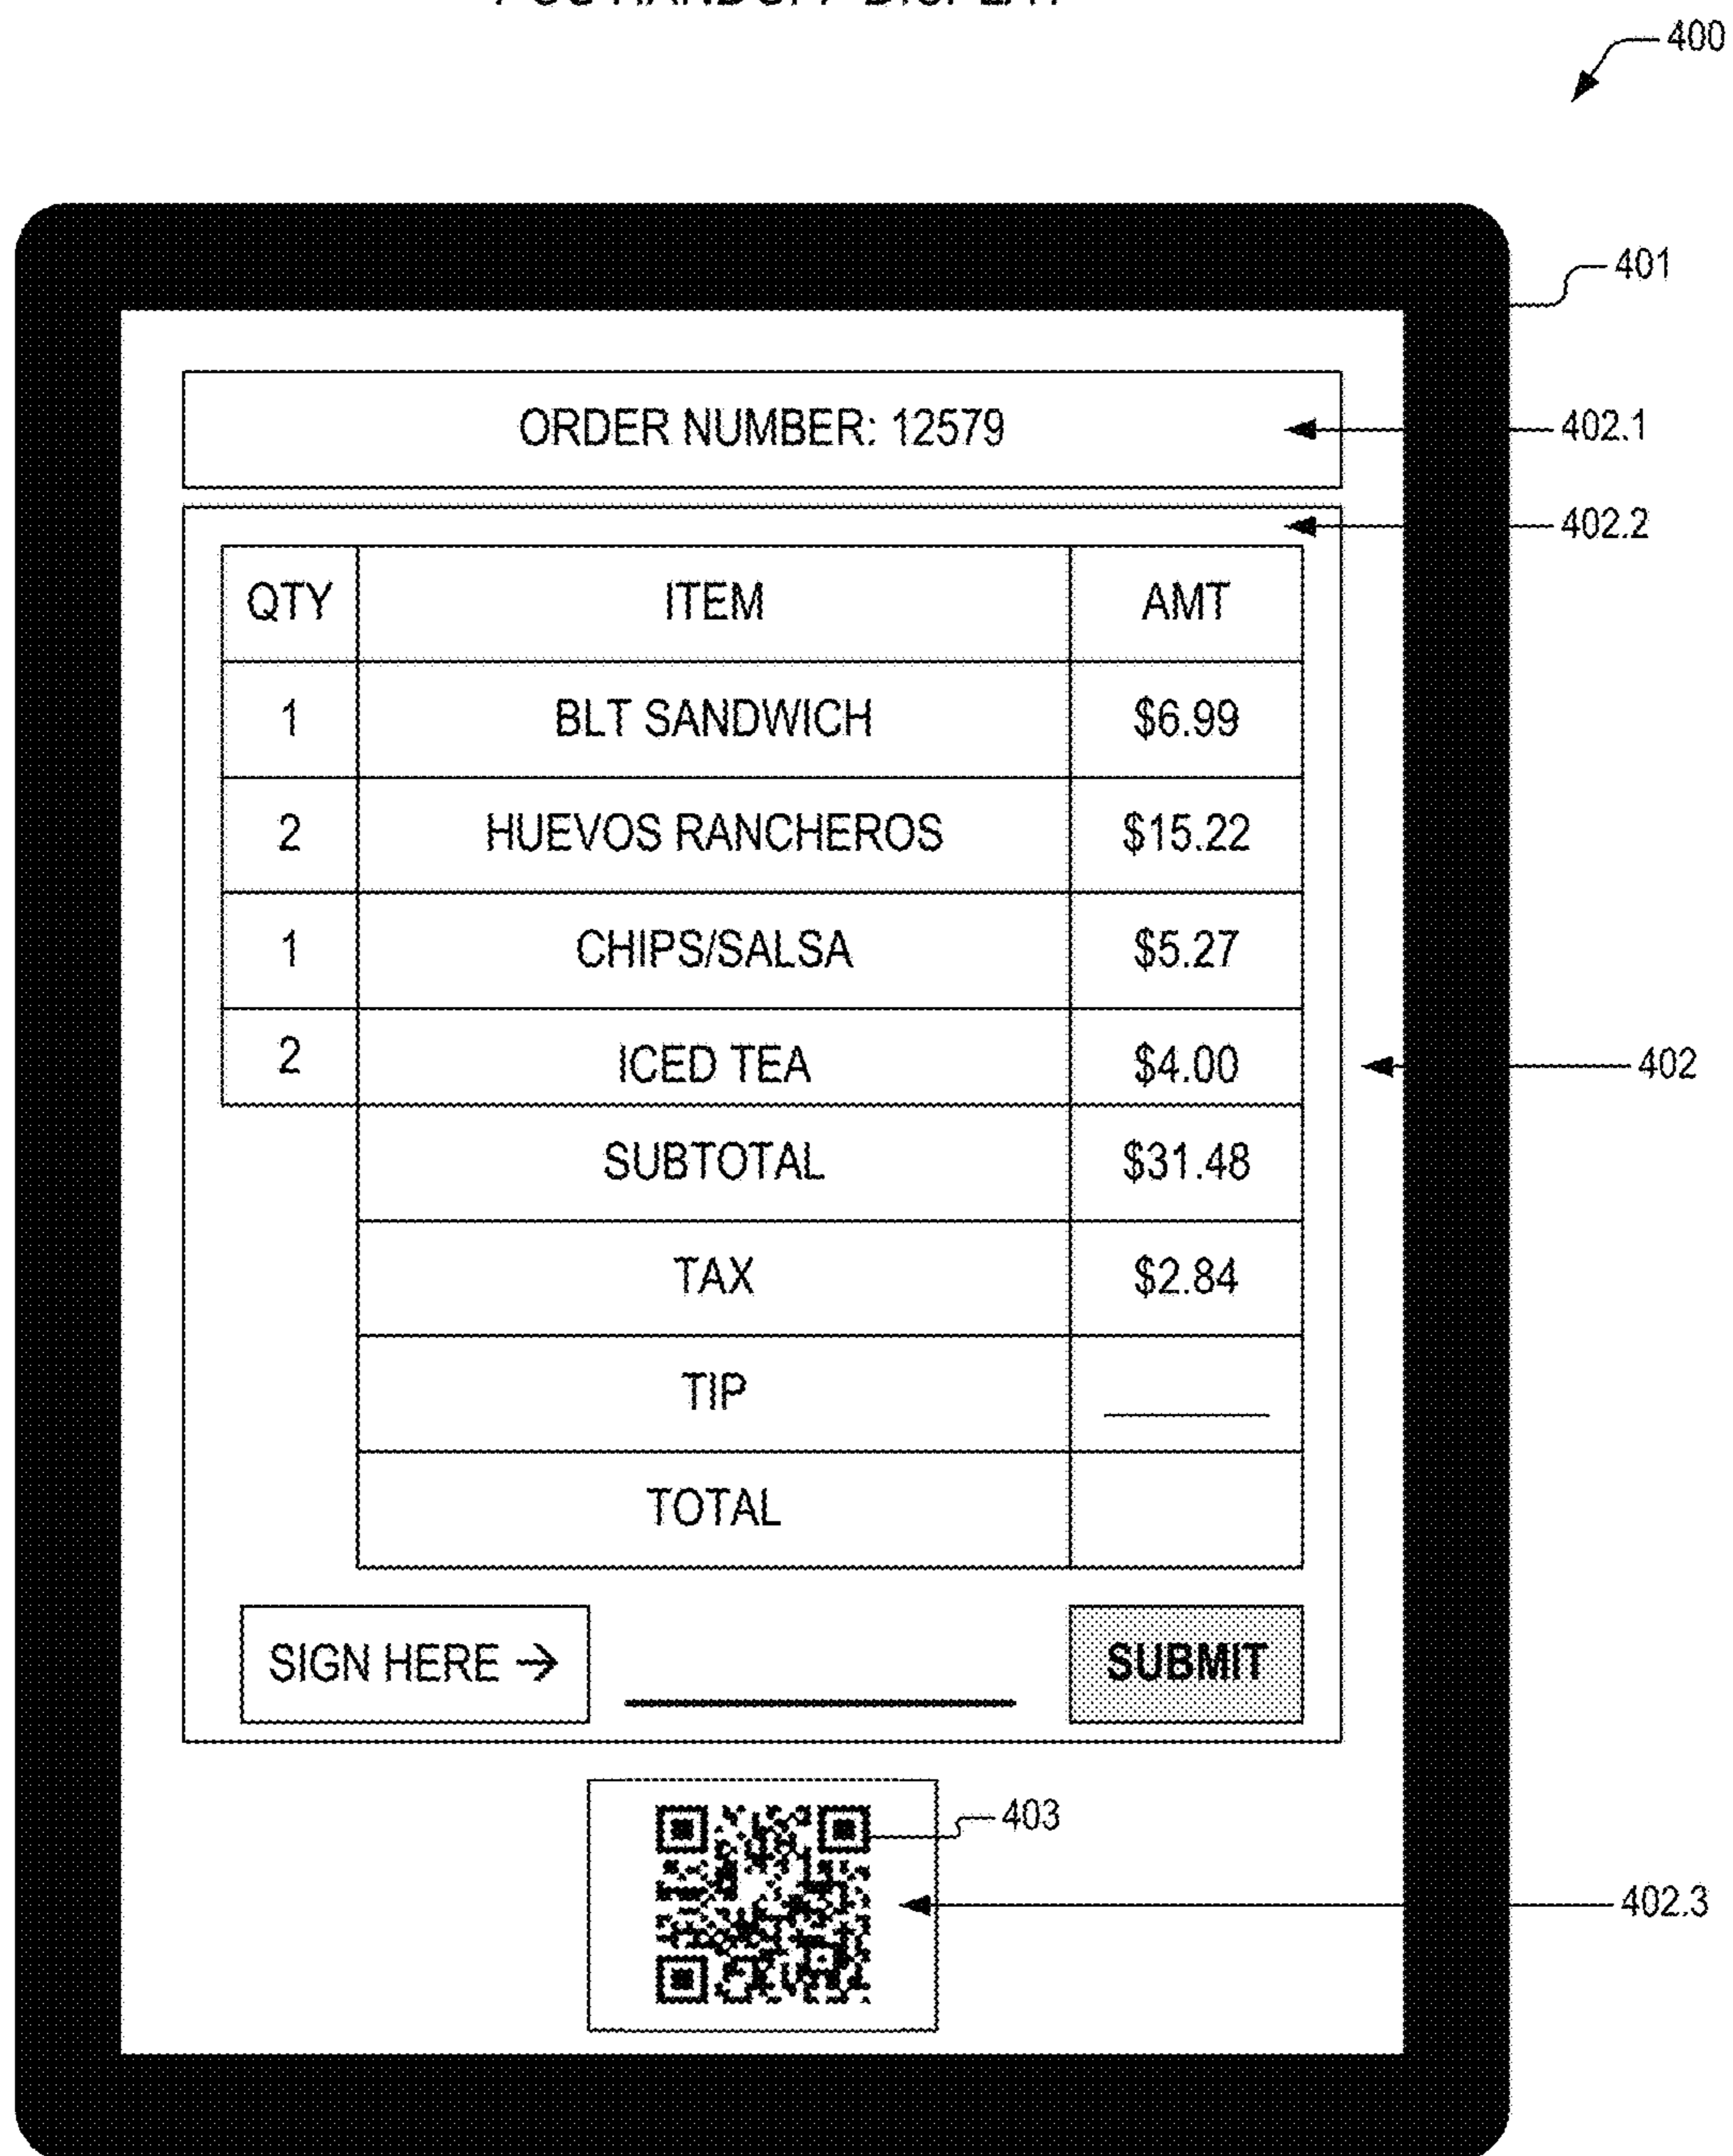 400
401
ORDER NUMBER: 12579
402.1
402.2
QTY ITEM AMT
1 BLT SANDWICH $6.99
2 HUEVOS RANCHEROS $15.22
1 CHIPS/SALSA $5.27
2 ICED TEA $4.00
402
SUBTOTAL $31.48
TAX $2.84
TIP
TOTAL
SIGN HERE → SUBMIT
403
402.3